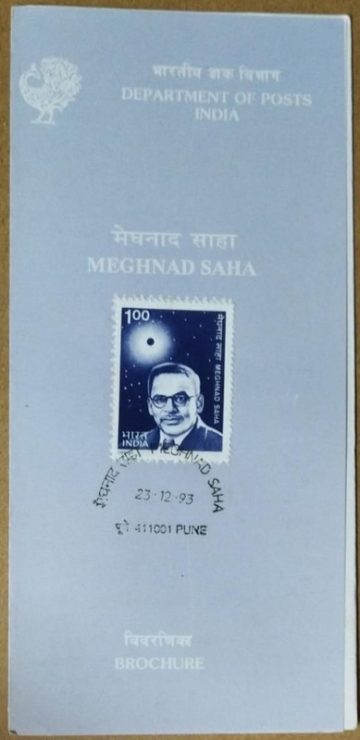 भारतीय डाक विभाग
DEPARTMENT OF POSTS
INDIA
मेघनाद साहा
MEGHNAD SAHA
1.00
मेघनाद साहा MEGHNAD SAHA
भारत
INDIA
मेघनाद साहा MEGHNAD SAHA
23·12·93
पुणे 411001 PUNE
विवरणिका
BROCHURE